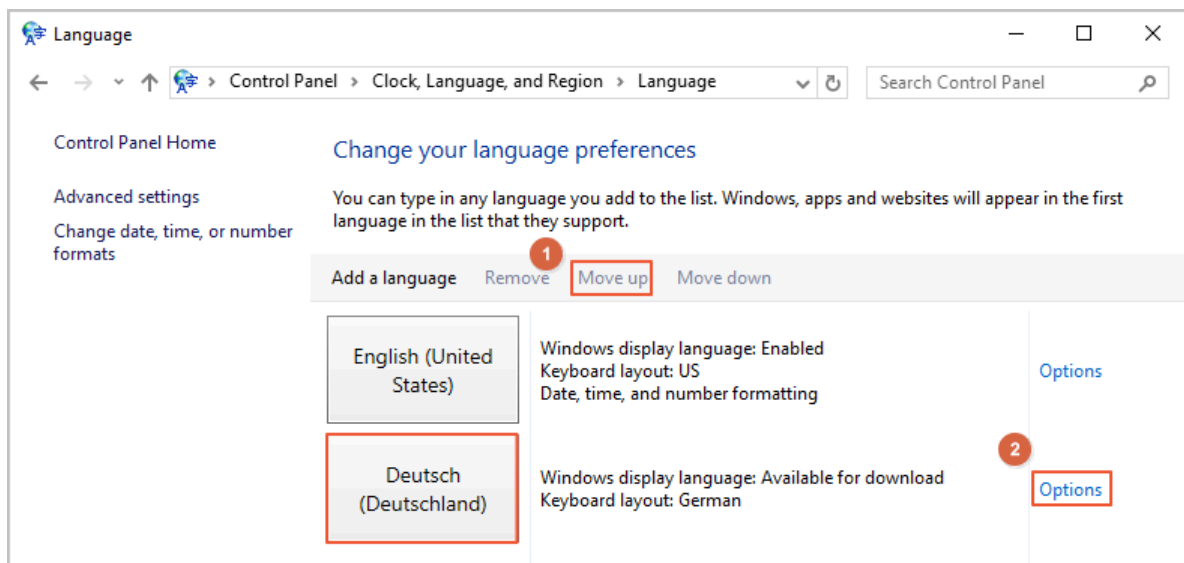 Language
Control Panel > Clock, Language, and Region > Language
Search Control Panel
Control Panel Home
Advanced settings
Change date, time, or number
formats
Change your language preferences
You can type in any language you add to the list. Windows, apps and websites will appear in the first
language in the list that they support.
1
Add a language Remove Move up Move down
English (United
States)
Windows display language: Enabled
Keyboard layout: US
Date, time, and number formatting
Options
2
Deutsch
(Deutschland)
Windows display language: Available for download
Keyboard layout: German
Options